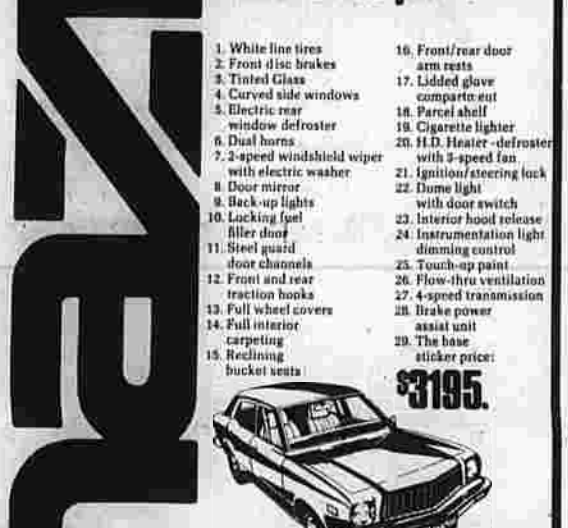 1. White line tires
2. Front disc brakes
3. Tinted Glass
4. Curved side windows
5. Electric rear
window defroster
6. Dual horns
7. 2-speed windshield wiper
with electric washer
8. Door mirror
9. Back-up lights
10. Locking fuel
filler door
11. Steel guard
door channels
12. Front and rear
traction hooks
13. Full wheel covers
14. Full interior
carpeting
15. Reclining
bucket seats
16. Front/rear door
arm rests
17. Lidded glove
compartment
18. Parcel shelf
19. Cigarette lighter
20. H.D. Heater-defroster
with 3-speed fan
21. Ignition/steering lock
22. Dome light
with door switch
23. Interior hood release
24. Instrumentation light
dimming control
25. Touch-up paint
26. Flow-thru ventilation
27. 4-speed transmission
28. Brake power
assist unit
29. The base
sticker price:
$3195.